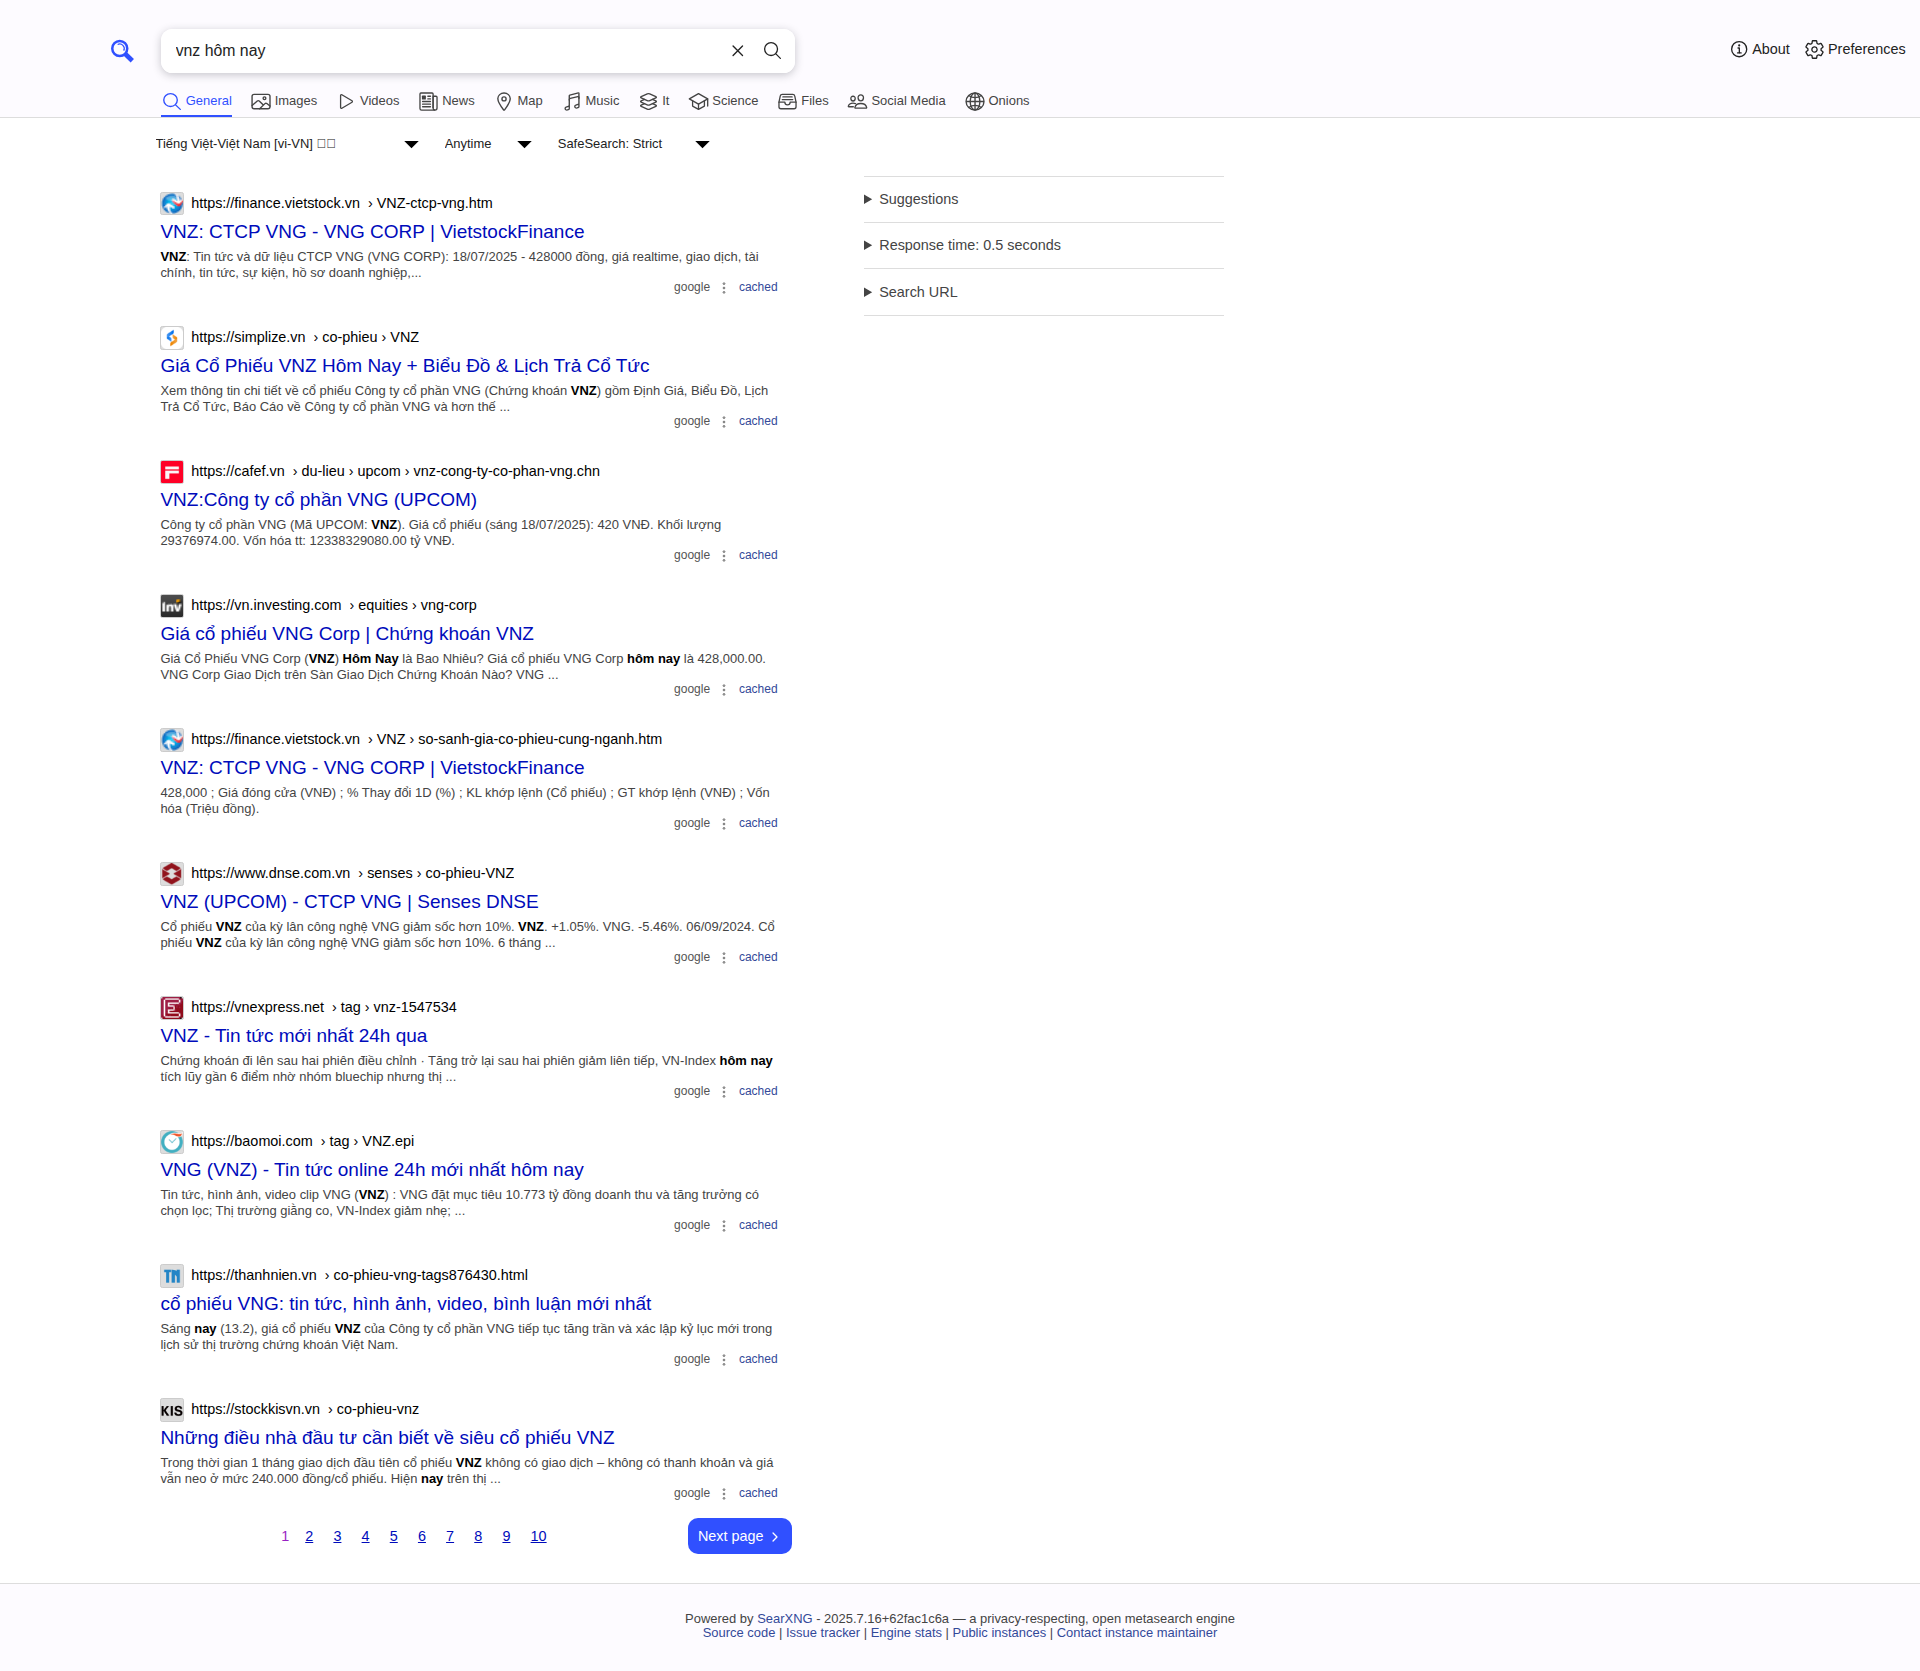 vnz hôm nay
About
Preferences
General
Images
Videos
News
Map
Music
It
Science
Files
Social Media
Onions
Tiếng Việt-Việt Nam [vi-VN]
Anytime
SafeSearch: Strict
https://finance.vietstock.vn › VNZ-ctcp-vng.htm
VNZ: CTCP VNG - VNG CORP | VietstockFinance
VNZ: Tin tức và dữ liệu CTCP VNG (VNG CORP): 18/07/2025 - 428000 đồng, giá realtime, giao dịch, tài
chính, tin tức, sự kiện, hồ sơ doanh nghiệp,...
google
cached
https://simplize.vn › co-phieu › VNZ
Giá Cổ Phiếu VNZ Hôm Nay + Biểu Đồ & Lịch Trả Cổ Tức
Xem thông tin chi tiết về cổ phiếu Công ty cổ phần VNG (Chứng khoán VNZ) gồm Định Giá, Biểu Đồ, Lịch
Trả Cổ Tức, Báo Cáo về Công ty cổ phần VNG và hơn thế ...
google
cached
https://cafef.vn › du-lieu › upcom › vnz-cong-ty-co-phan-vng.chn
VNZ:Công ty cổ phần VNG (UPCOM)
Công ty cổ phần VNG (Mã UPCOM: VNZ). Giá cổ phiếu (sáng 18/07/2025): 420 VNĐ. Khối lượng
29376974.00. Vốn hóa tt: 12338329080.00 tỷ VNĐ.
google
cached
Inv
https://vn.investing.com › equities › vng-corp
Giá cổ phiếu VNG Corp | Chứng khoán VNZ
Giá Cổ Phiếu VNG Corp (VNZ) Hôm Nay là Bao Nhiêu? Giá cổ phiếu VNG Corp hôm nay là 428,000.00.
VNG Corp Giao Dịch trên Sàn Giao Dịch Chứng Khoán Nào? VNG ...
google
cached
https://finance.vietstock.vn › VNZ › so-sanh-gia-co-phieu-cung-nganh.htm
VNZ: CTCP VNG - VNG CORP | VietstockFinance
428,000 ; Giá đóng cửa (VNĐ) ; % Thay đổi 1D (%) ; KL khớp lệnh (Cổ phiếu) ; GT khớp lệnh (VNĐ) ; Vốn
hóa (Triệu đồng).
google
cached
https://www.dnse.com.vn › senses › co-phieu-VNZ
VNZ (UPCOM) - CTCP VNG | Senses DNSE
Cổ phiếu VNZ của kỳ lân công nghệ VNG giảm sốc hơn 10%. VNZ. +1.05%. VNG. -5.46%. 06/09/2024. Cổ
phiếu VNZ của kỳ lân công nghệ VNG giảm sốc hơn 10%. 6 tháng ...
google
cached
E
https://vnexpress.net › tag › vnz-1547534
VNZ - Tin tức mới nhất 24h qua
Chứng khoán đi lên sau hai phiên điều chỉnh · Tăng trở lại sau hai phiên giảm liên tiếp, VN-Index hôm nay
tích lũy gần 6 điểm nhờ nhóm bluechip nhưng thị ...
google
cached
https://baomoi.com › tag › VNZ.epi
VNG (VNZ) - Tin tức online 24h mới nhất hôm nay
Tin tức, hình ảnh, video clip VNG (VNZ) : VNG đặt mục tiêu 10.773 tỷ đồng doanh thu và tăng trưởng có
chọn lọc; Thị trường giằng co, VN-Index giảm nhẹ; ...
google
cached
TN
https://thanhnien.vn › co-phieu-vng-tags876430.html
cổ phiếu VNG: tin tức, hình ảnh, video, bình luận mới nhất
Sáng nay (13.2), giá cổ phiếu VNZ của Công ty cổ phần VNG tiếp tục tăng trần và xác lập kỷ lục mới trong
lịch sử thị trường chứng khoán Việt Nam.
google
cached
KIS
https://stockkisvn.vn › co-phieu-vnz
Những điều nhà đầu tư cần biết về siêu cổ phiếu VNZ
Trong thời gian 1 tháng giao dịch đầu tiên cổ phiếu VNZ không có giao dịch – không có thanh khoản và giá
vẫn neo ở mức 240.000 đồng/cổ phiếu. Hiện nay trên thị ...
google
cached
1 2 3 4 5 6 7 8 9 10
Next page
Suggestions
Response time: 0.5 seconds
Search URL
Powered by SearXNG - 2025.7.16+62fac1c6a — a privacy-respecting, open metasearch engine
Source code | Issue tracker | Engine stats | Public instances | Contact instance maintainer